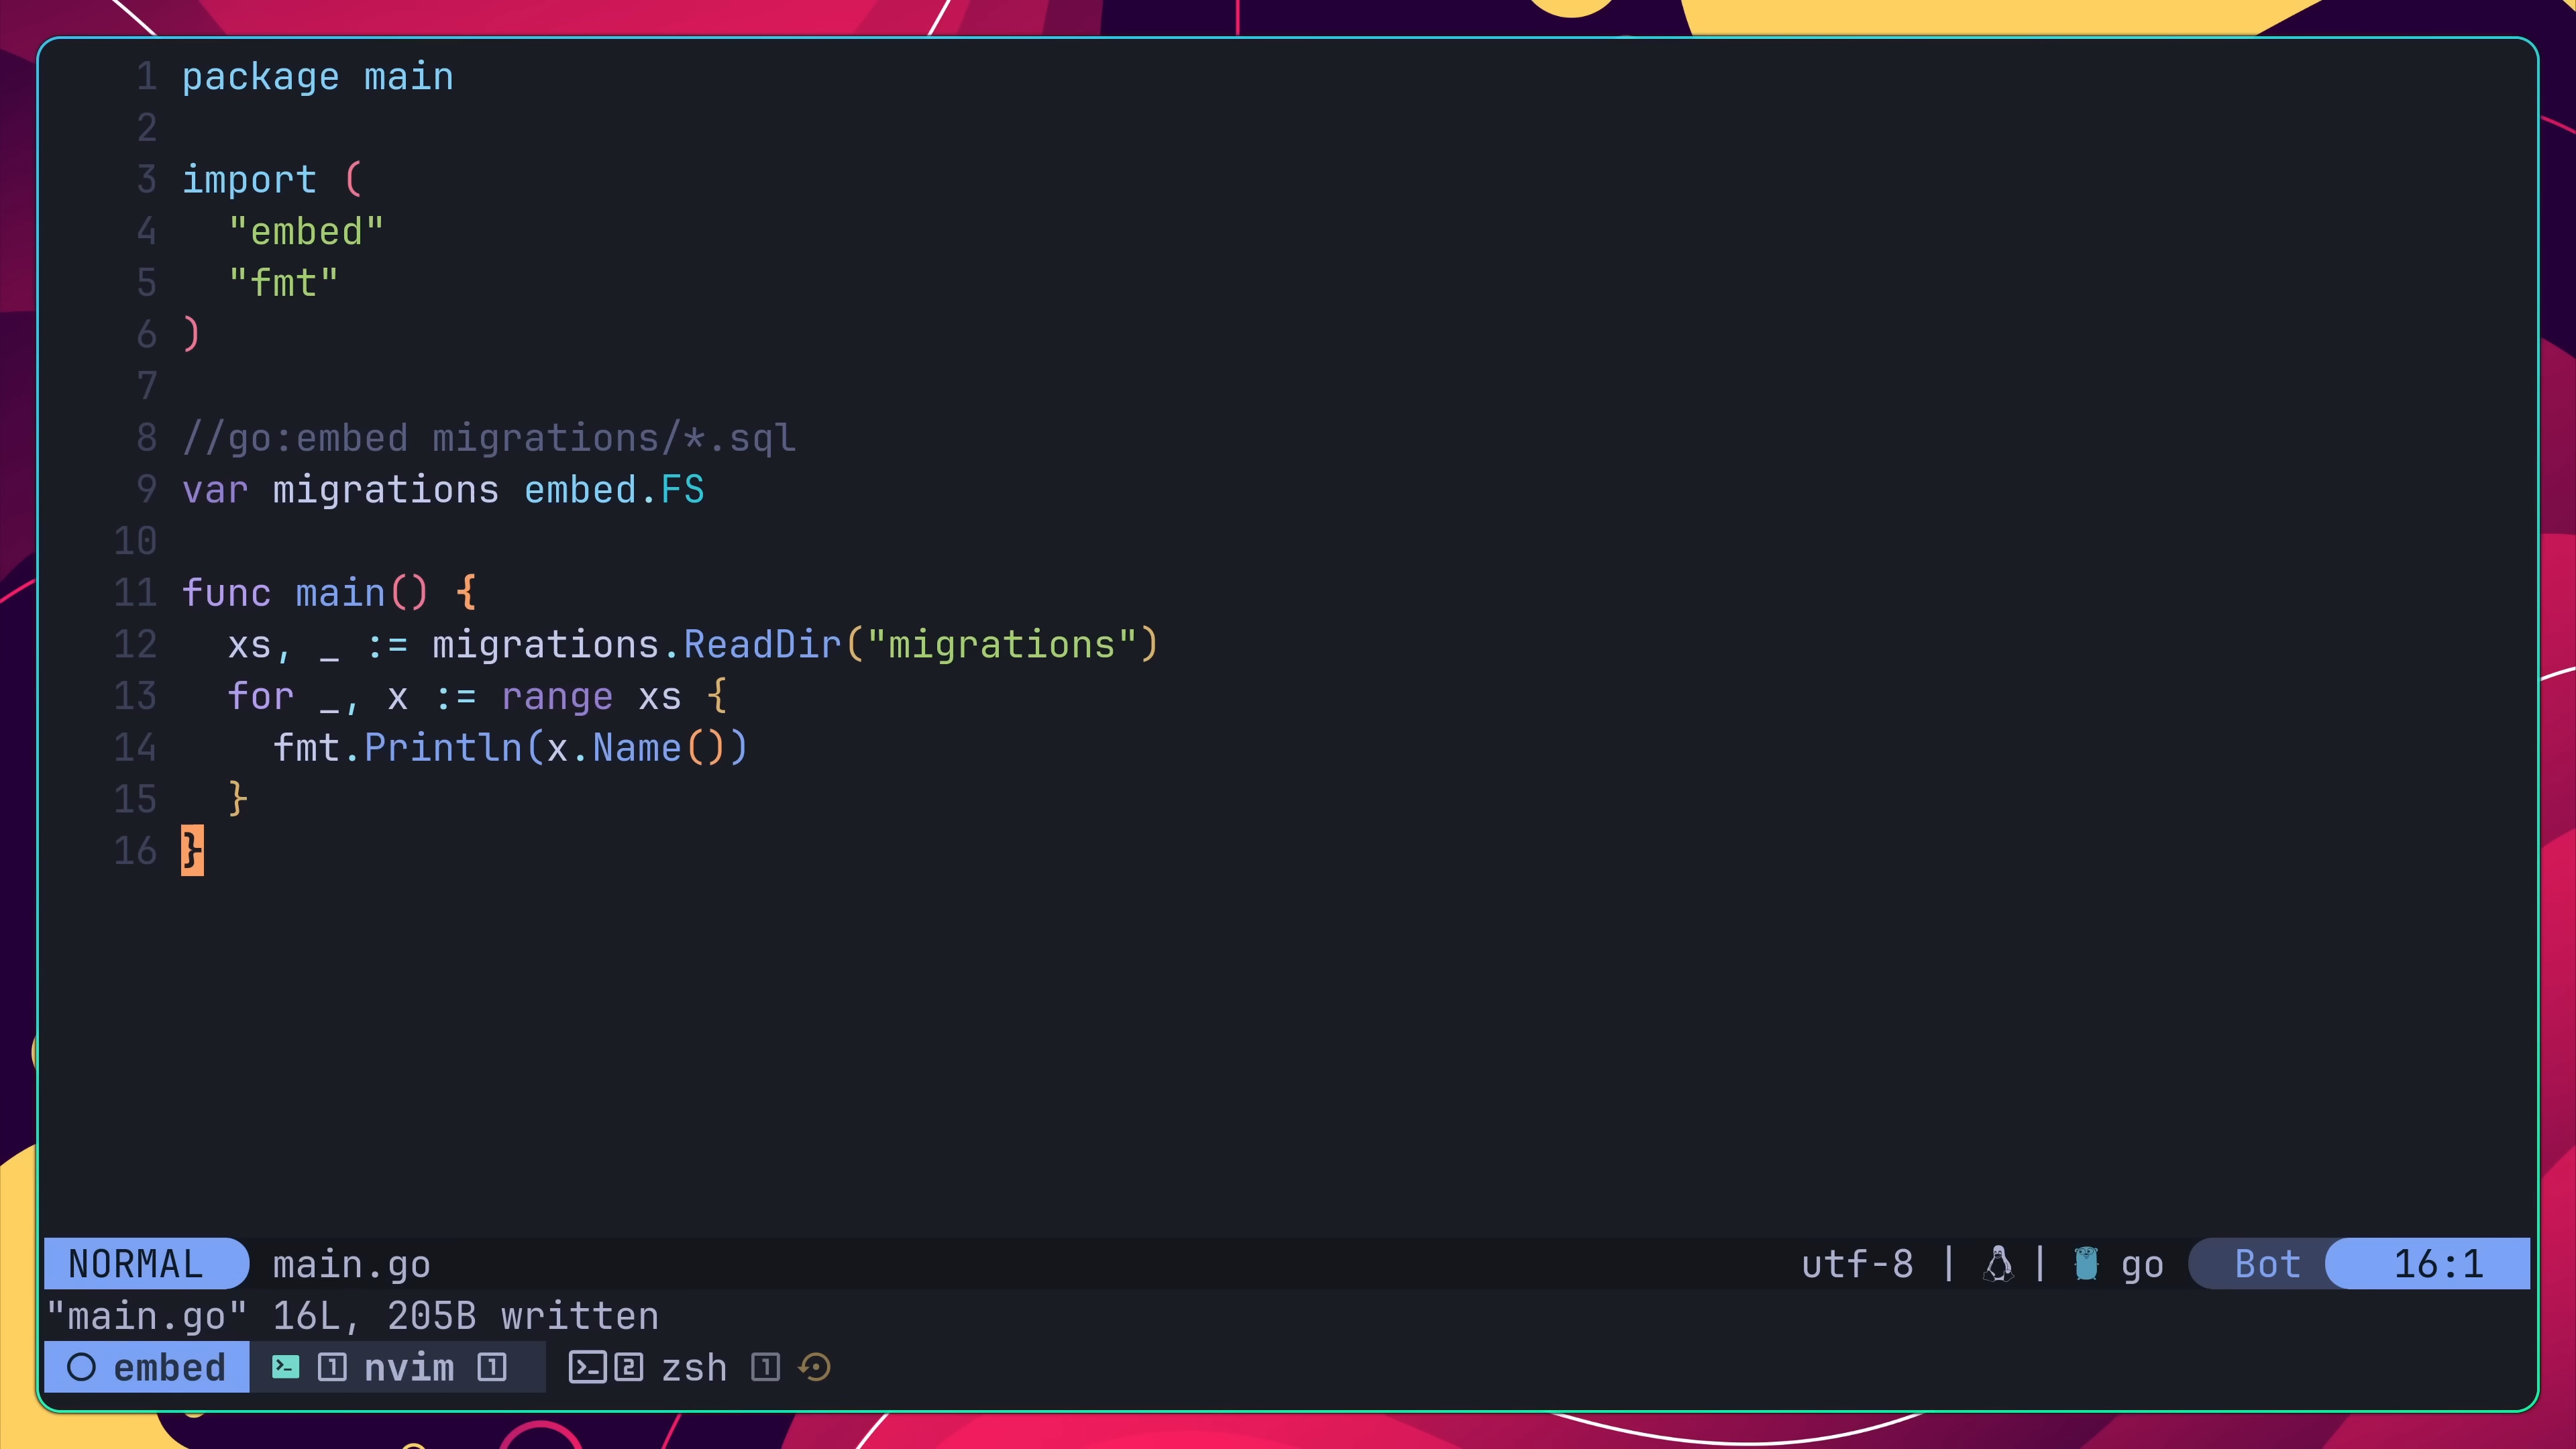 1 package main
2
3 import (
4   "embed"
5   "fmt"
6 )
7
8 //go:embed migrations/*.sql
9 var migrations embed.FS
10
11 func main() {
12   xs, _ := migrations.ReadDir("migrations")
13   for _, x := range xs {
14     fmt.Println(x.Name())
15   }
16 }
NORMAL main.go utf-8 | | go Bot 16:1
"main.go" 16L, 205B written
embed 1 nvim 1 2 zsh 1